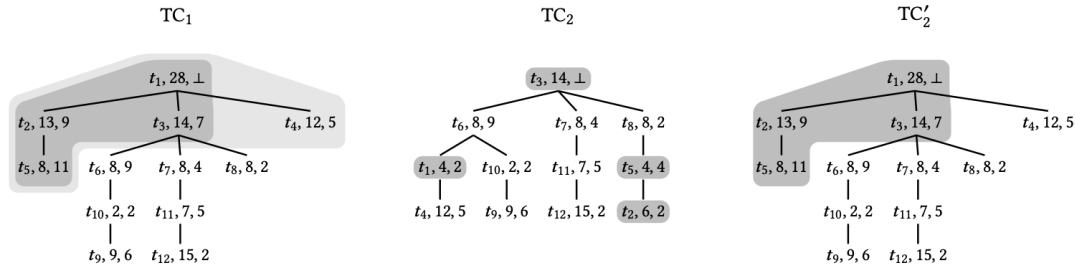 TC₁ TC₂ TC₂′
t₁, 28, ⊥ t₃, 14, ⊥ t₁, 28, ⊥
t₂, 13, 9 t₃, 14, 7 t₄, 12, 5 t₆, 8, 9 t₇, 8, 4 t₈, 8, 2 t₂, 13, 9 t₃, 14, 7 t₄, 12, 5
t₅, 8, 11 t₆, 8, 9 t₇, 8, 4 t₈, 8, 2 t₁, 4, 2 t₁₀, 2, 2 t₁₁, 7, 5 t₅, 4, 4 t₅, 8, 11 t₆, 8, 9 t₇, 8, 4 t₈, 8, 2
t₁₀, 2, 2 t₁₁, 7, 5 t₄, 12, 5 t₉, 9, 6 t₁₂, 15, 2 t₂, 6, 2 t₁₀, 2, 2 t₁₁, 7, 5
t₉, 9, 6 t₁₂, 15, 2 t₉, 9, 6 t₁₂, 15, 2